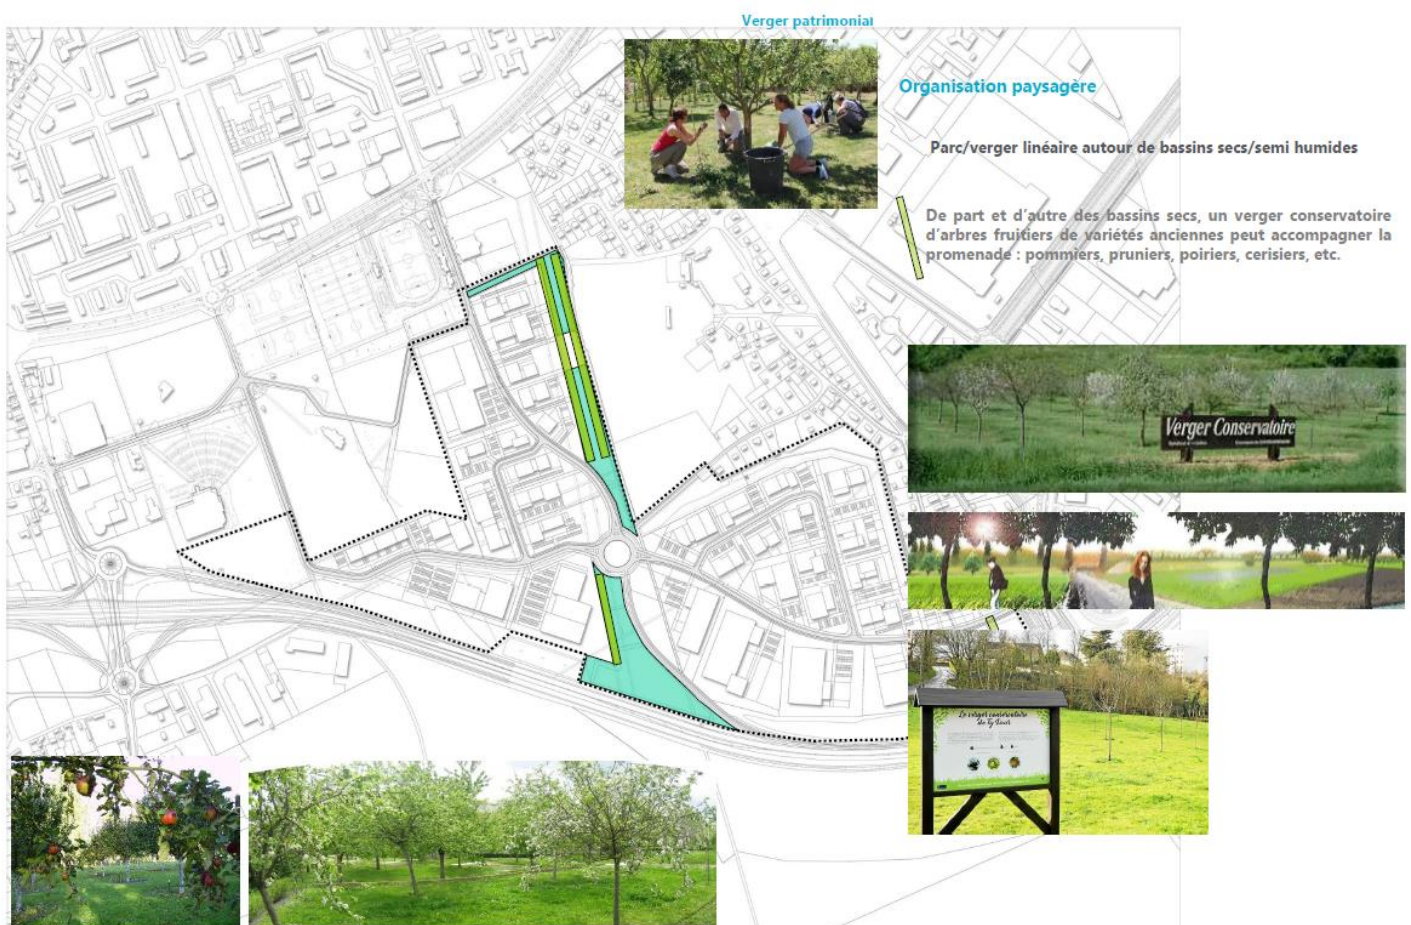 Verger patrimonial
Organisation paysagère
Parc/verger linéaire autour de bassins secs/semi humides
De part et d'autre des bassins secs, un verger conservatoire
d'arbres fruitiers de variétés anciennes peut accompagner la
promenade : pommiers, pruniers, poiriers, cerisiers, etc.
Verger Conservatoire
Le verger conservatoire